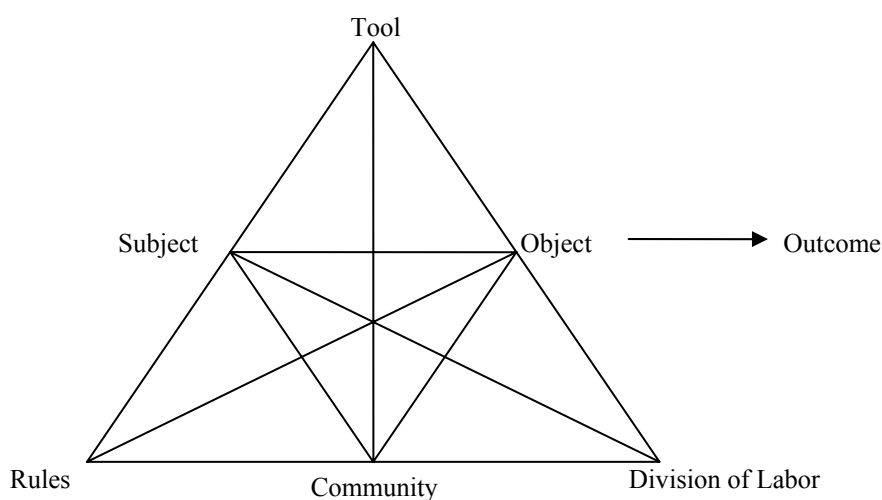 Tool
Subject
Object
Outcome
Rules
Community
Division of Labor